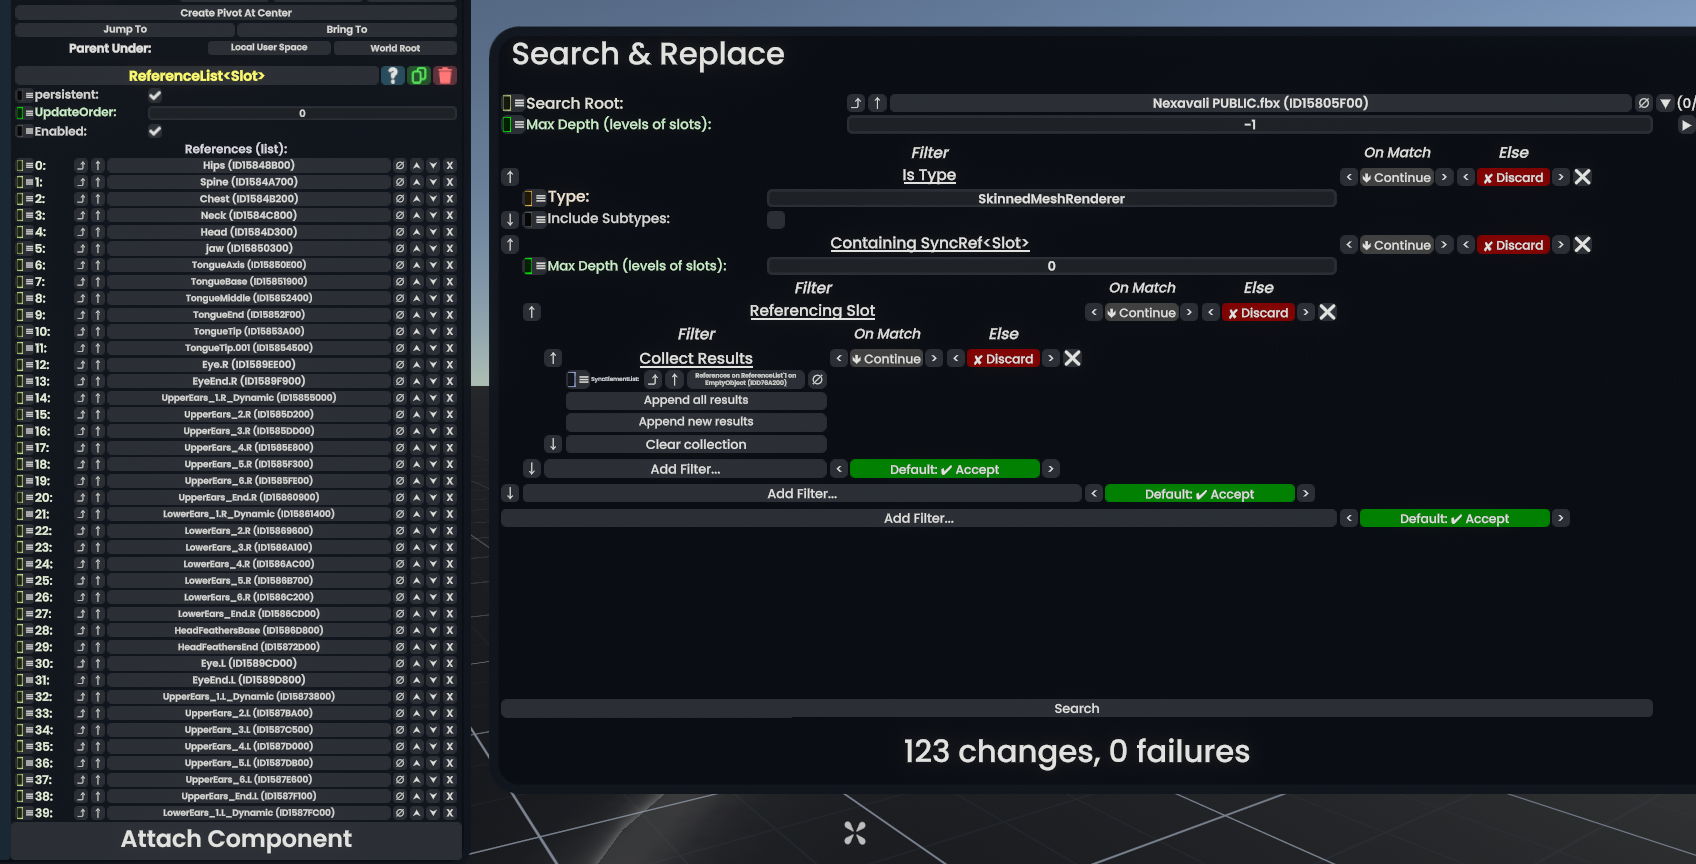 Create Pivot At Center
Jump To
Bring To
Parent Under:
Local User Space
World Root
ReferenceList<Slot>
?
persistent:
UpdateOrder:
0
Enabled:
References (list):
0: Hips (ID15848B00) X
1: Spine (ID1584A700) X
2: Chest (ID1584B200) X
3: Neck (ID1584C800) X
4: Head (ID1584D300) X
5: jaw (ID15850300) X
6: TongueAxis (ID15850E00) X
7: TongueBase (ID15851900) X
8: TongueMiddle (ID15852400) X
9: TongueEnd (ID15852F00) X
10: TongueTip (ID15853A00) X
11: TongueTip.001 (ID15854500) X
12: Eye.R (ID1589EE00) X
13: EyeEnd.R (ID1589F900) X
14: UpperEars_1.R_Dynamic (ID15855000) X
15: UpperEars_2.R (ID1585D200) X
16: UpperEars_3.R (ID1585DD00) X
17: UpperEars_4.R (ID1585E800) X
18: UpperEars_5.R (ID1585F300) X
19: UpperEars_6.R (ID1585FE00) X
20: UpperEars_End.R (ID15860900) X
21: LowerEars_1.R_Dynamic (ID15861400) X
22: LowerEars_2.R (ID15869600) X
23: LowerEars_3.R (ID1586A100) X
24: LowerEars_4.R (ID1586AC00) X
25: LowerEars_5.R (ID1586B700) X
26: LowerEars_6.R (ID1586C200) X
27: LowerEars_End.R (ID1586CD00) X
28: HeadFeathersBase (ID1586D800) X
29: HeadFeathersEnd (ID15872D00) X
30: Eye.L (ID1589CD00) X
31: EyeEnd.L (ID1589D800) X
32: UpperEars_1.L_Dynamic (ID15873800) X
33: UpperEars_2.L (ID1587BA00) X
34: UpperEars_3.L (ID1587C500) X
35: UpperEars_4.L (ID1587D000) X
36: UpperEars_5.L (ID1587DB00) X
37: UpperEars_6.L (ID1587E600) X
38: UpperEars_End.L (ID1587F100) X
39: LowerEars_1.L_Dynamic (ID1587FC00) X
Attach Component
Search & Replace
Search Root: ⤴ ↑ Nexavali PUBLIC.fbx (ID15805F00) ∅ ▼ (0/
Max Depth (levels of slots): -1 ▶
Filter On Match Else
↑ Is Type < 🡇 Continue > < ✘ Discard > ✕
Type: SkinnedMeshRenderer
↓ Include Subtypes:
↑ Containing SyncRef<Slot> < 🡇 Continue > < ✘ Discard > ✕
Max Depth (levels of slots): 0
Filter On Match Else
↑ Referencing Slot < 🡇 Continue > < ✘ Discard > ✕
Filter On Match Else
↑ Collect Results < 🡇 Continue > < ✘ Discard > ✕
SyncElementList: ⤴ ↑ References on ReferenceList`1 on
EmptyObject (IDD76A200) ∅
Append all results
Append new results
↓ Clear collection
↓ Add Filter... < Default: ✔ Accept >
↓ Add Filter... < Default: ✔ Accept >
Add Filter... < Default: ✔ Accept >
Search
123 changes, 0 failures